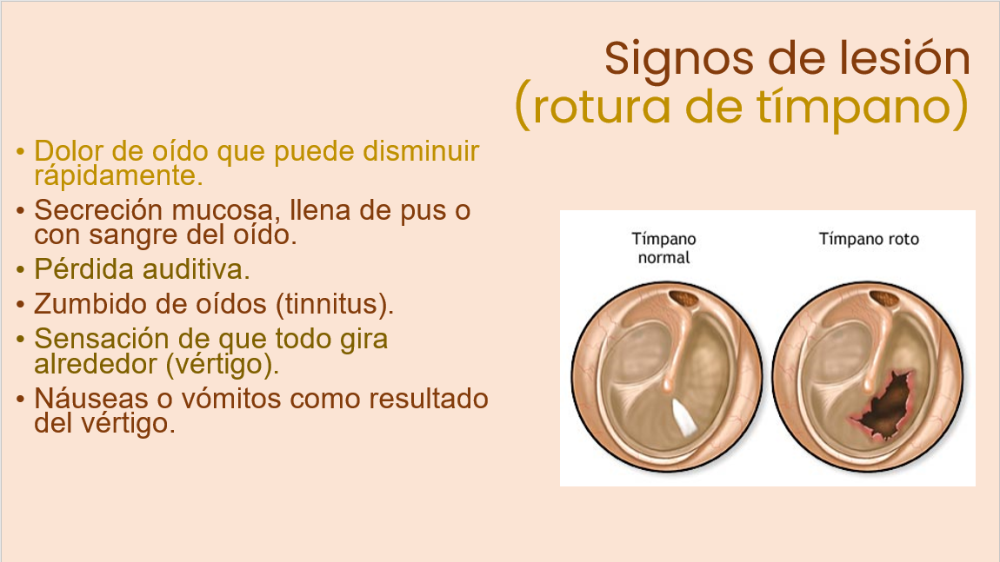 Signos de lesión
(rotura de tímpano)
• Dolor de oído que puede disminuir
rápidamente.
• Secreción mucosa, llena de pus o
con sangre del oído.
• Pérdida auditiva.
• Zumbido de oídos (tinnitus).
• Sensación de que todo gira
alrededor (vértigo).
• Náuseas o vómitos como resultado
del vértigo.
Tímpano
normal
Tímpano roto